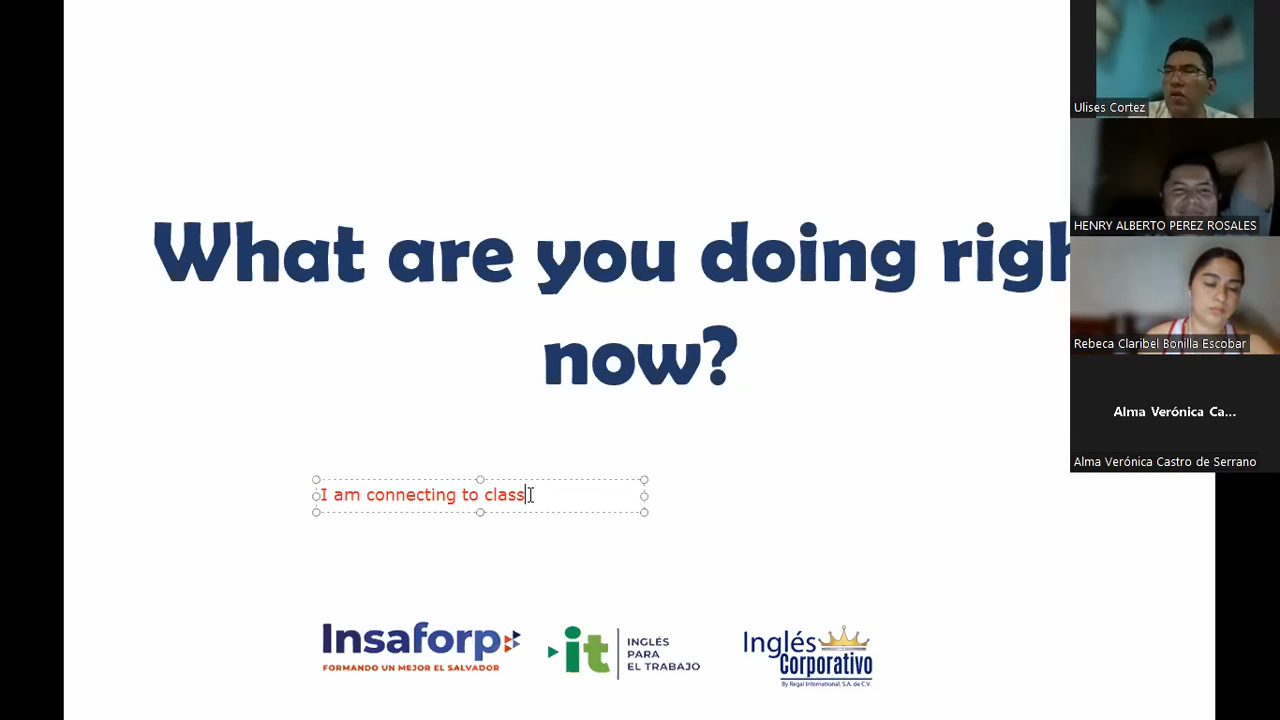 What are you doing righ
now?
I am connecting to class
Insaforp
FORMANDO UN MEJOR EL SALVADOR
it
INGLÉS
PARA
EL TRABAJO
Inglés
Corporativo
By Regal International, S.A. de C.V.
Ulises Cortez
HENRY ALBERTO PEREZ ROSALES
Rebeca Claribel Bonilla Escobar
Alma Verónica Ca...
Alma Verónica Castro de Serrano